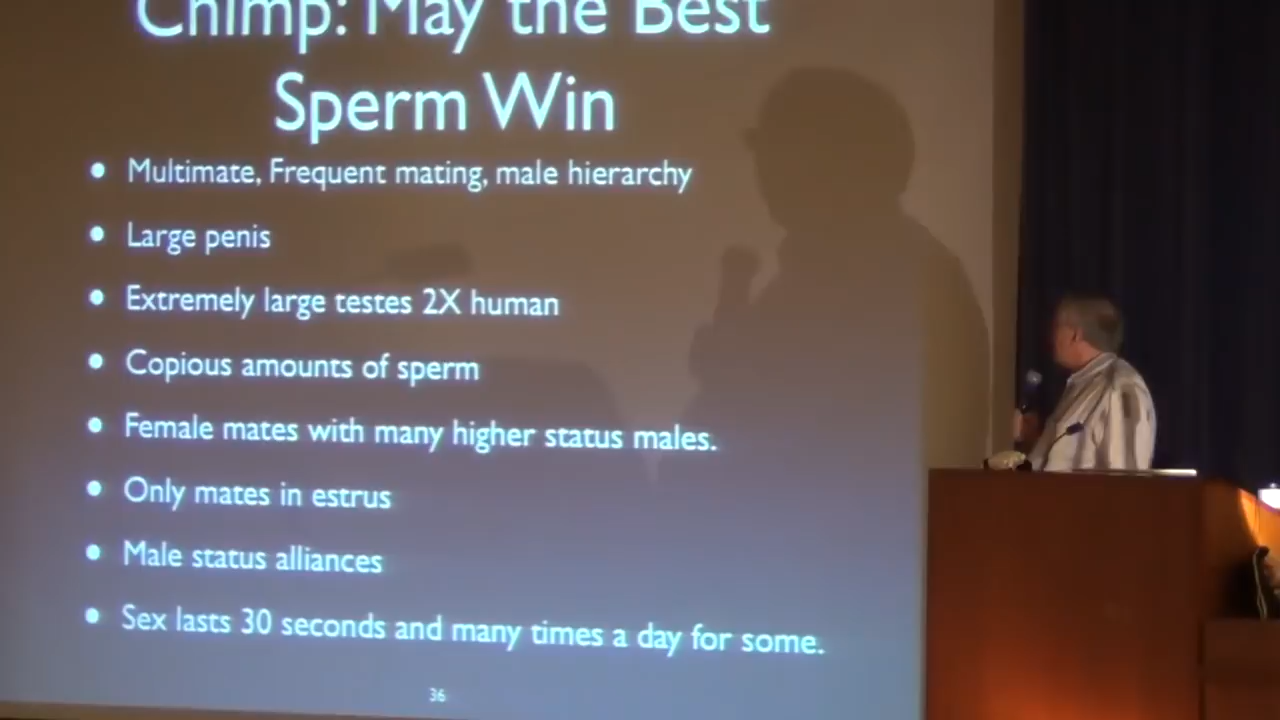 Chimp: May the Best
Sperm Win
• Multimate, Frequent mating, male hierarchy
• Large penis
• Extremely large testes 2X human
• Copious amounts of sperm
• Female mates with many higher status males.
• Only mates in estrus
• Male status alliances
• Sex lasts 30 seconds and many times a day for some.
36